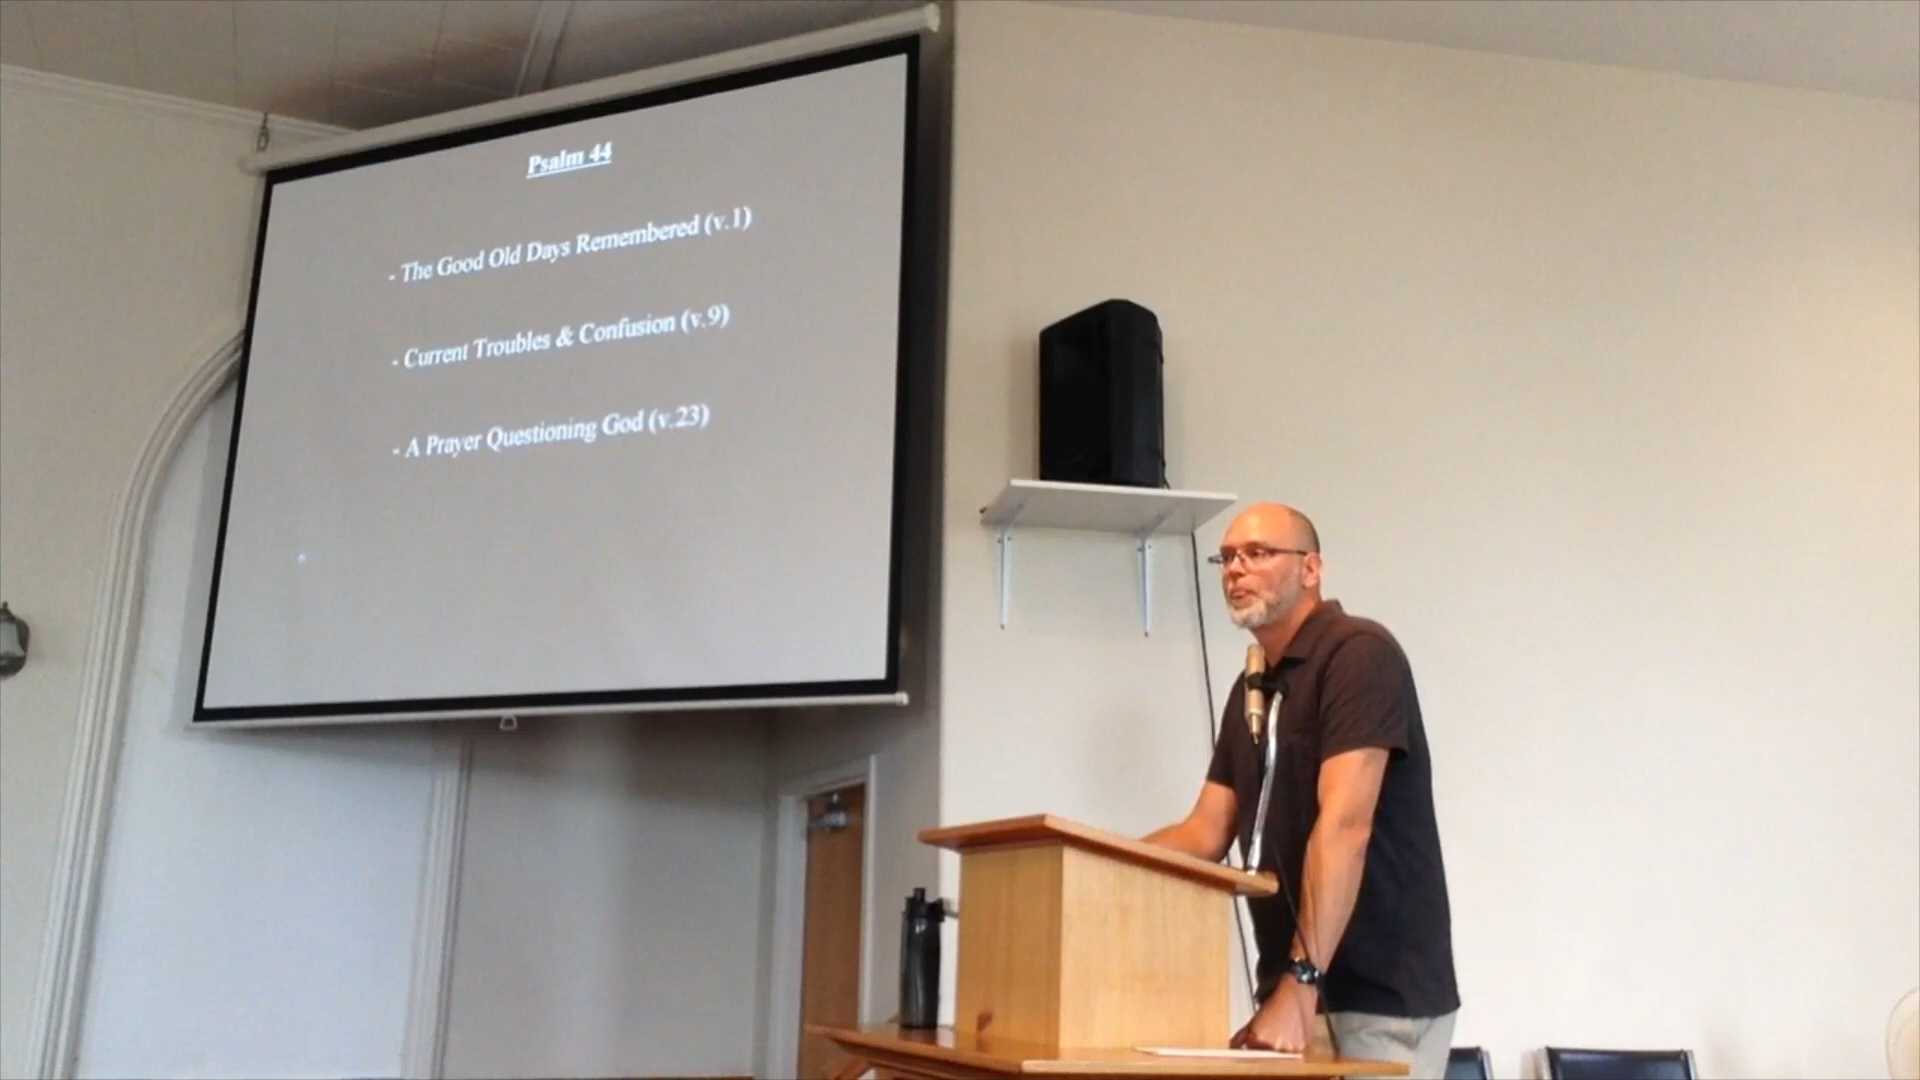 Psalm 44
- The Good Old Days Remembered (v.1)
- Current Troubles & Confusion (v.9)
- A Prayer Questioning God (v.23)